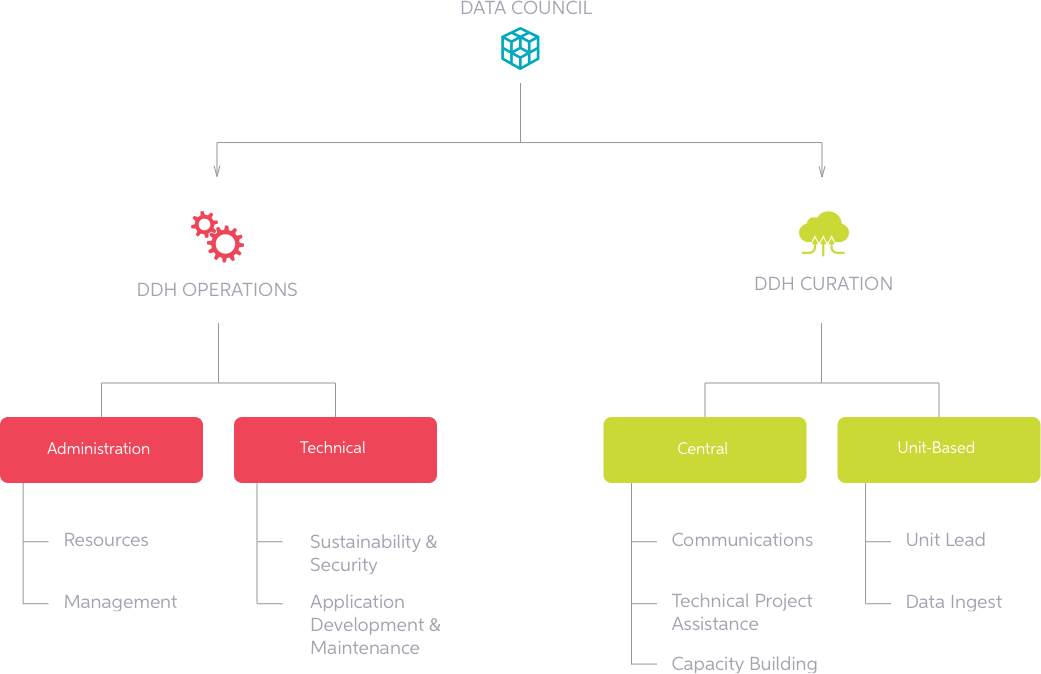 DATA COUNCIL
DDH OPERATIONS
DDH CURATION
Administration
Technical
Central
Unit-Based
Resources
Management
Sustainability &
Security
Application
Development &
Maintenance
Communications
Technical Project
Assistance
Capacity Building
Unit Lead
Data Ingest